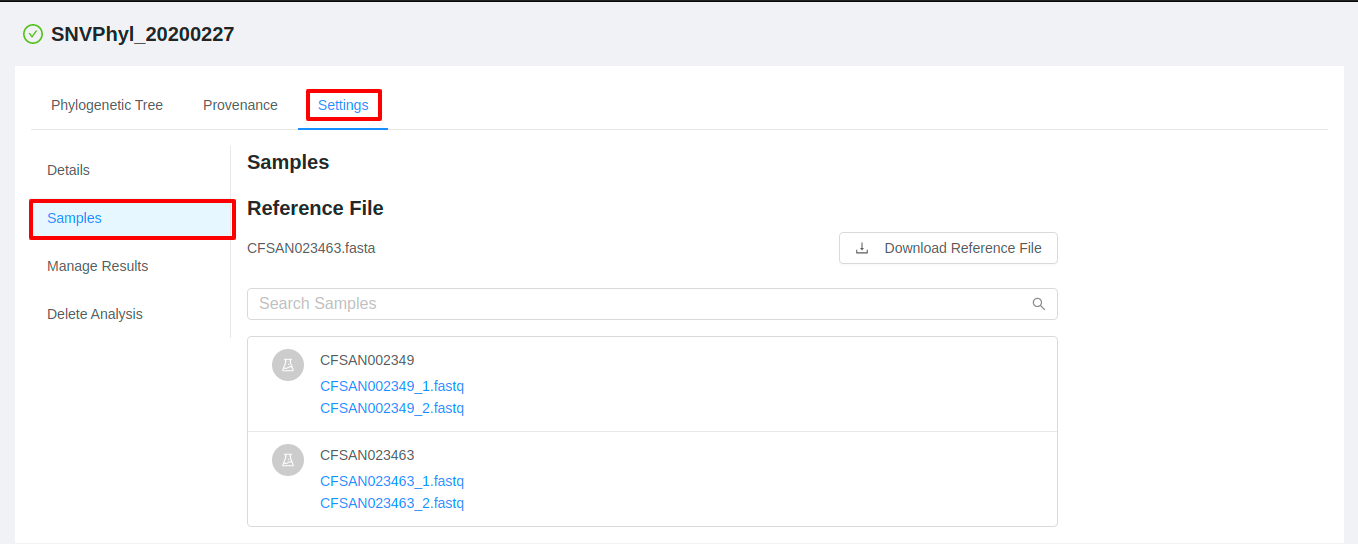 SNVPhyl_20200227
Phylogenetic Tree Provenance Settings
Details
Samples
Manage Results
Delete Analysis
Samples
Reference File
CFSAN023463.fasta Download Reference File
Search Samples
CFSAN002349
CFSAN002349_1.fastq
CFSAN002349_2.fastq
CFSAN023463
CFSAN023463_1.fastq
CFSAN023463_2.fastq